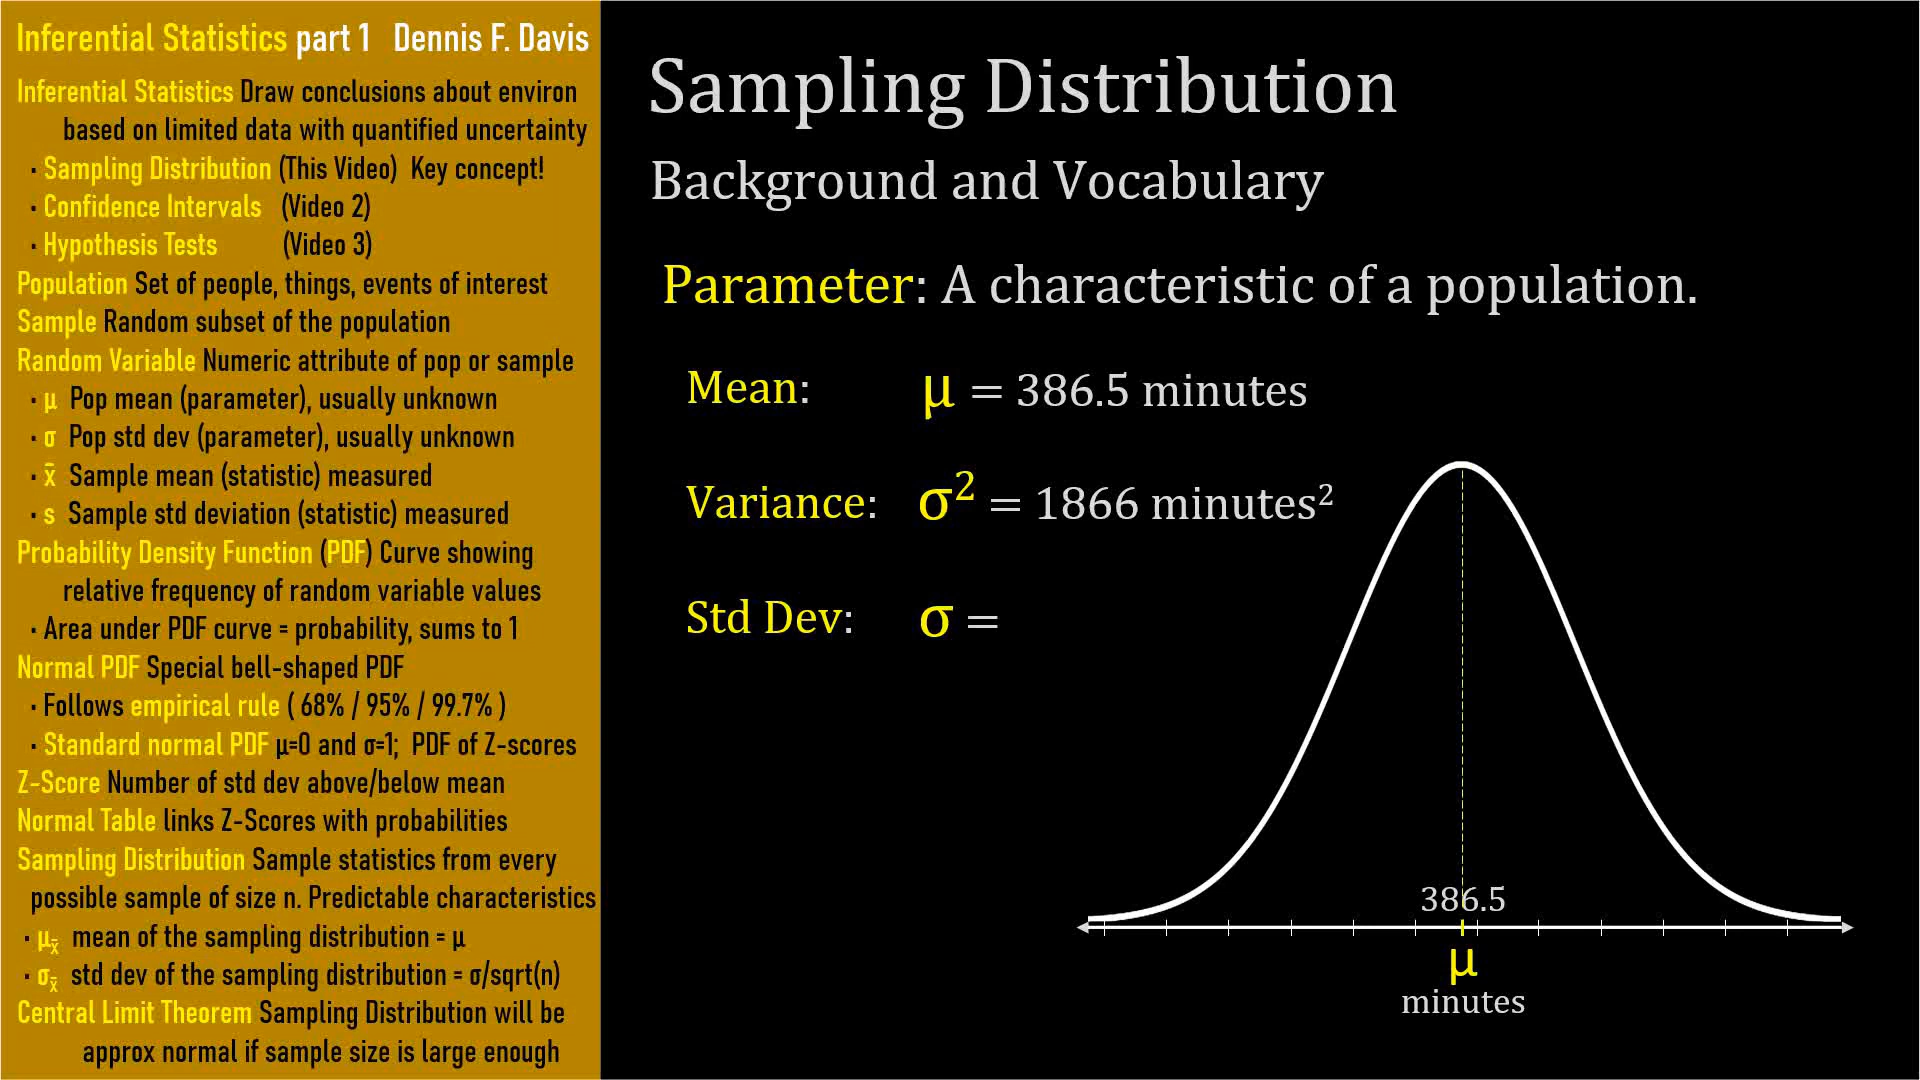 Inferential Statistics part 1 Dennis F. Davis
Inferential Statistics Draw conclusions about environ
based on limited data with quantified uncertainty
· Sampling Distribution (This Video) Key concept!
· Confidence Intervals (Video 2)
· Hypothesis Tests (Video 3)
Population Set of people, things, events of interest
Sample Random subset of the population
Random Variable Numeric attribute of pop or sample
· μ Pop mean (parameter), usually unknown
· σ Pop std dev (parameter), usually unknown
· x̄ Sample mean (statistic) measured
· s Sample std deviation (statistic) measured
Probability Density Function (PDF) Curve showing
relative frequency of random variable values
· Area under PDF curve = probability, sums to 1
Normal PDF Special bell-shaped PDF
· Follows empirical rule ( 68% / 95% / 99.7% )
· Standard normal PDF μ=0 and σ=1; PDF of Z-scores
Z-Score Number of std dev above/below mean
Normal Table links Z-Scores with probabilities
Sampling Distribution Sample statistics from every
possible sample of size n. Predictable characteristics
· μx̄ mean of the sampling distribution = μ
· σx̄ std dev of the sampling distribution = σ/sqrt(n)
Central Limit Theorem Sampling Distribution will be
approx normal if sample size is large enough
Sampling Distribution
Background and Vocabulary
Parameter: A characteristic of a population.
Mean: μ = 386.5 minutes
Variance: σ² = 1866 minutes²
Std Dev: σ =
386.5
μ
minutes